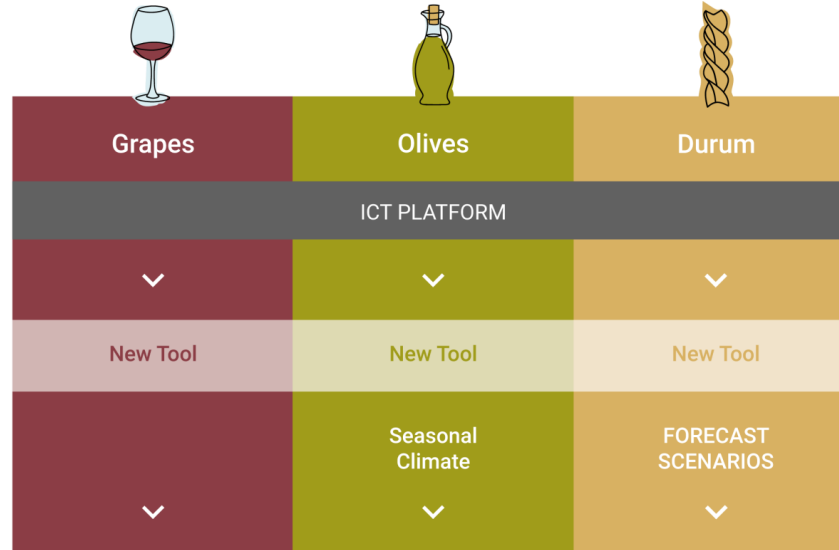 Grapes
Olives
Durum
ICT PLATFORM
New Tool
New Tool
New Tool
Seasonal
Climate
FORECAST
SCENARIOS